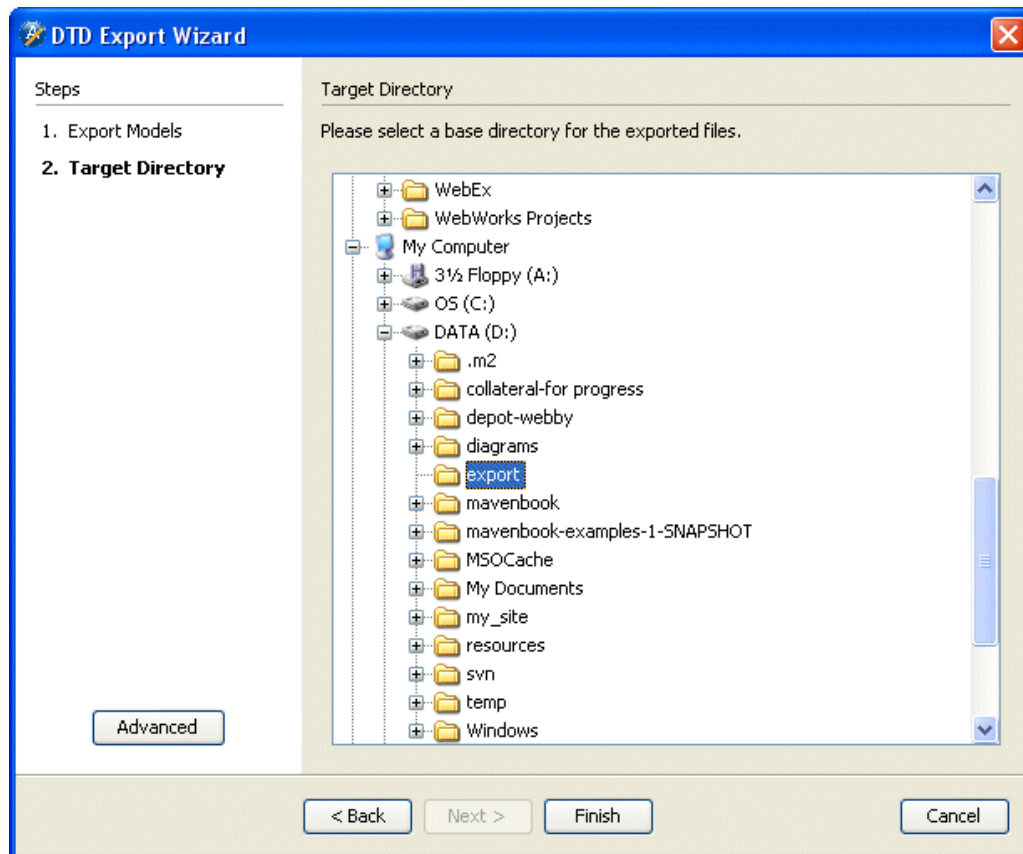 DTD Export Wizard
Steps
1. Export Models
2. Target Directory
Target Directory
Please select a base directory for the exported files.
WebEx
WebWorks Projects
My Computer
3½ Floppy (A:)
OS (C:)
DATA (D:)
.m2
collateral-for progress
depot-webby
diagrams
export
mavenbook
mavenbook-examples-1-SNAPSHOT
MSOCache
My Documents
my_site
resources
svn
temp
Windows
Advanced
< Back
Next >
Finish
Cancel